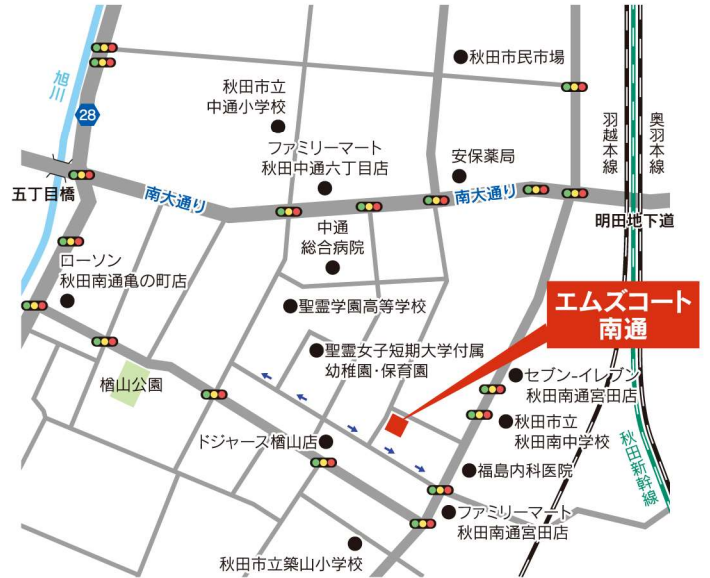 秋田市民市場
旭川
秋田市立
中通小学校
28
羽越本線
奥羽本線
ファミリーマート
秋田中通六丁目店
安保薬局
五丁目橋
南大通り
南大通り
明田地下道
中通
総合病院
ローソン
秋田南通亀の町店
エムズコート
南通
聖霊学園高等学校
聖霊女子短期大学付属
幼稚園・保育園
セブン-イレブン
秋田南通宮田店
楢山公園
秋田市立
秋田南中学校
ドジャース楢山店
秋田新幹線
福島内科医院
ファミリーマート
秋田南通宮田店
秋田市立築山小学校